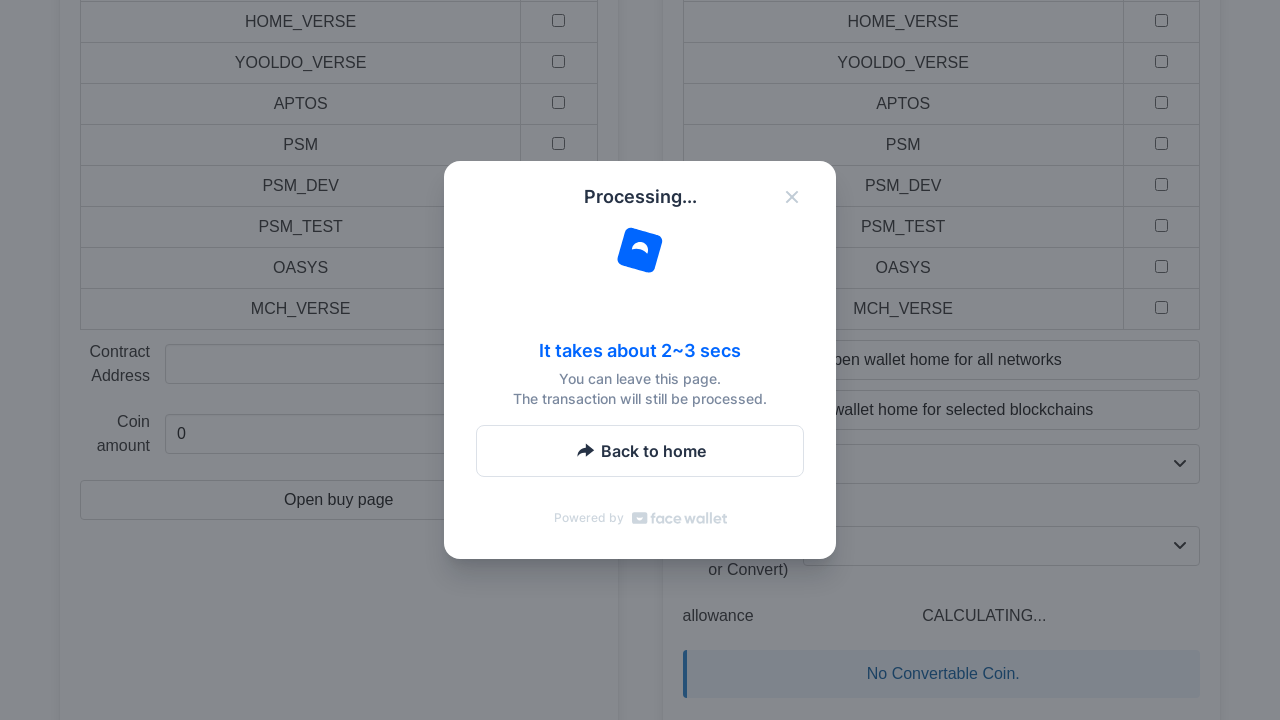 HOME_VERSE
YOOLDO_VERSE
APTOS
PSM
PSM_DEV
PSM_TEST
OASYS
MCH_VERSE
Contract
Address
Coin
amount
0
Open buy page
HOME_VERSE
YOOLDO_VERSE
APTOS
PSM
PSM_DEV
PSM_TEST
OASYS
MCH_VERSE
pen wallet home for all networks
wallet home for selected blockchains
or Convert)
allowance
CALCULATING...
No Convertable Coin.
Processing...
It takes about 2~3 secs
You can leave this page.
The transaction will still be processed.
Back to home
Powered by face wallet